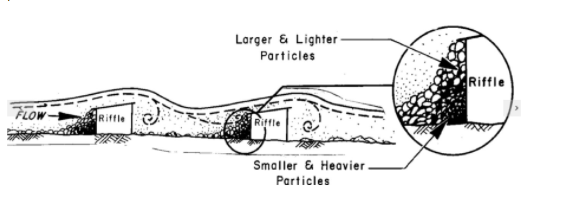 Larger & Lighter
Particles
Riffle
FLOW
Riffle
Riffle
Smaller & Heavier
Particles